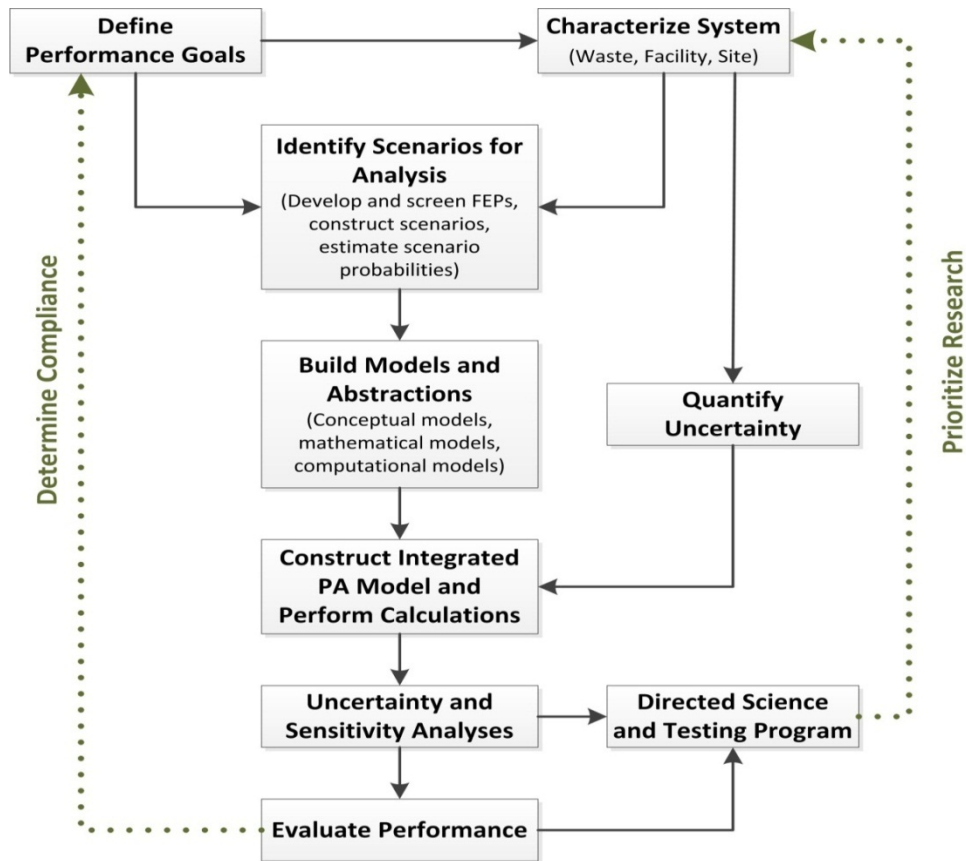 Define
Performance Goals
Characterize System
(Waste, Facility, Site)
Identify Scenarios for
Analysis
(Develop and screen FEPs,
construct scenarios,
estimate scenario
probabilities)
Build Models and
Abstractions
(Conceptual models,
mathematical models,
computational models)
Quantify
Uncertainty
Construct Integrated
PA Model and
Perform Calculations
Uncertainty and
Sensitivity Analyses
Directed Science
and Testing Program
Evaluate Performance
Determine Compliance
Prioritize Research